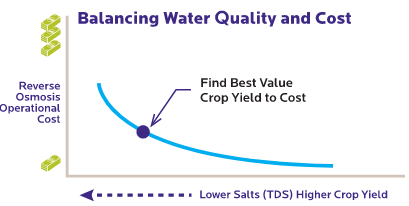 Balancing Water Quality and Cost
Reverse
Osmosis
Operational
Cost
Find Best Value
Crop Yield to Cost
Lower Salts (TDS) Higher Crop Yield